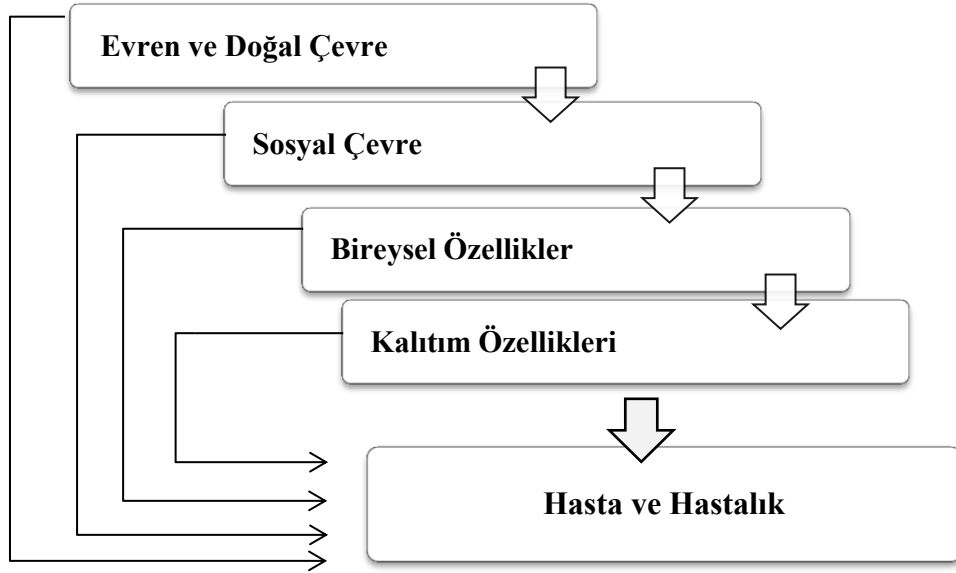 Evren ve Doğal Çevre
Sosyal Çevre
Bireysel Özellikler
Kalıtım Özellikleri
Hasta ve Hastalık